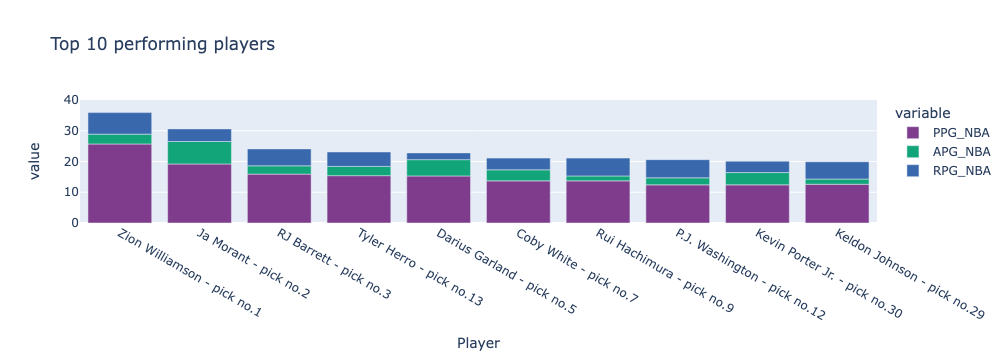 Top 10 performing players
value
40
30
20
10
0
variable
PPG_NBA
APG_NBA
RPG_NBA
Zion Williamson - pick no.1
Ja Morant - pick no.2
RJ Barrett - pick no.3
Tyler Herro - pick no.13
Darius Garland - pick no.5
Coby White - pick no.7
Rui Hachimura - pick no.9
P.J. Washington - pick no.12
Kevin Porter Jr. - pick no.30
Keldon Johnson - pick no.29
Player